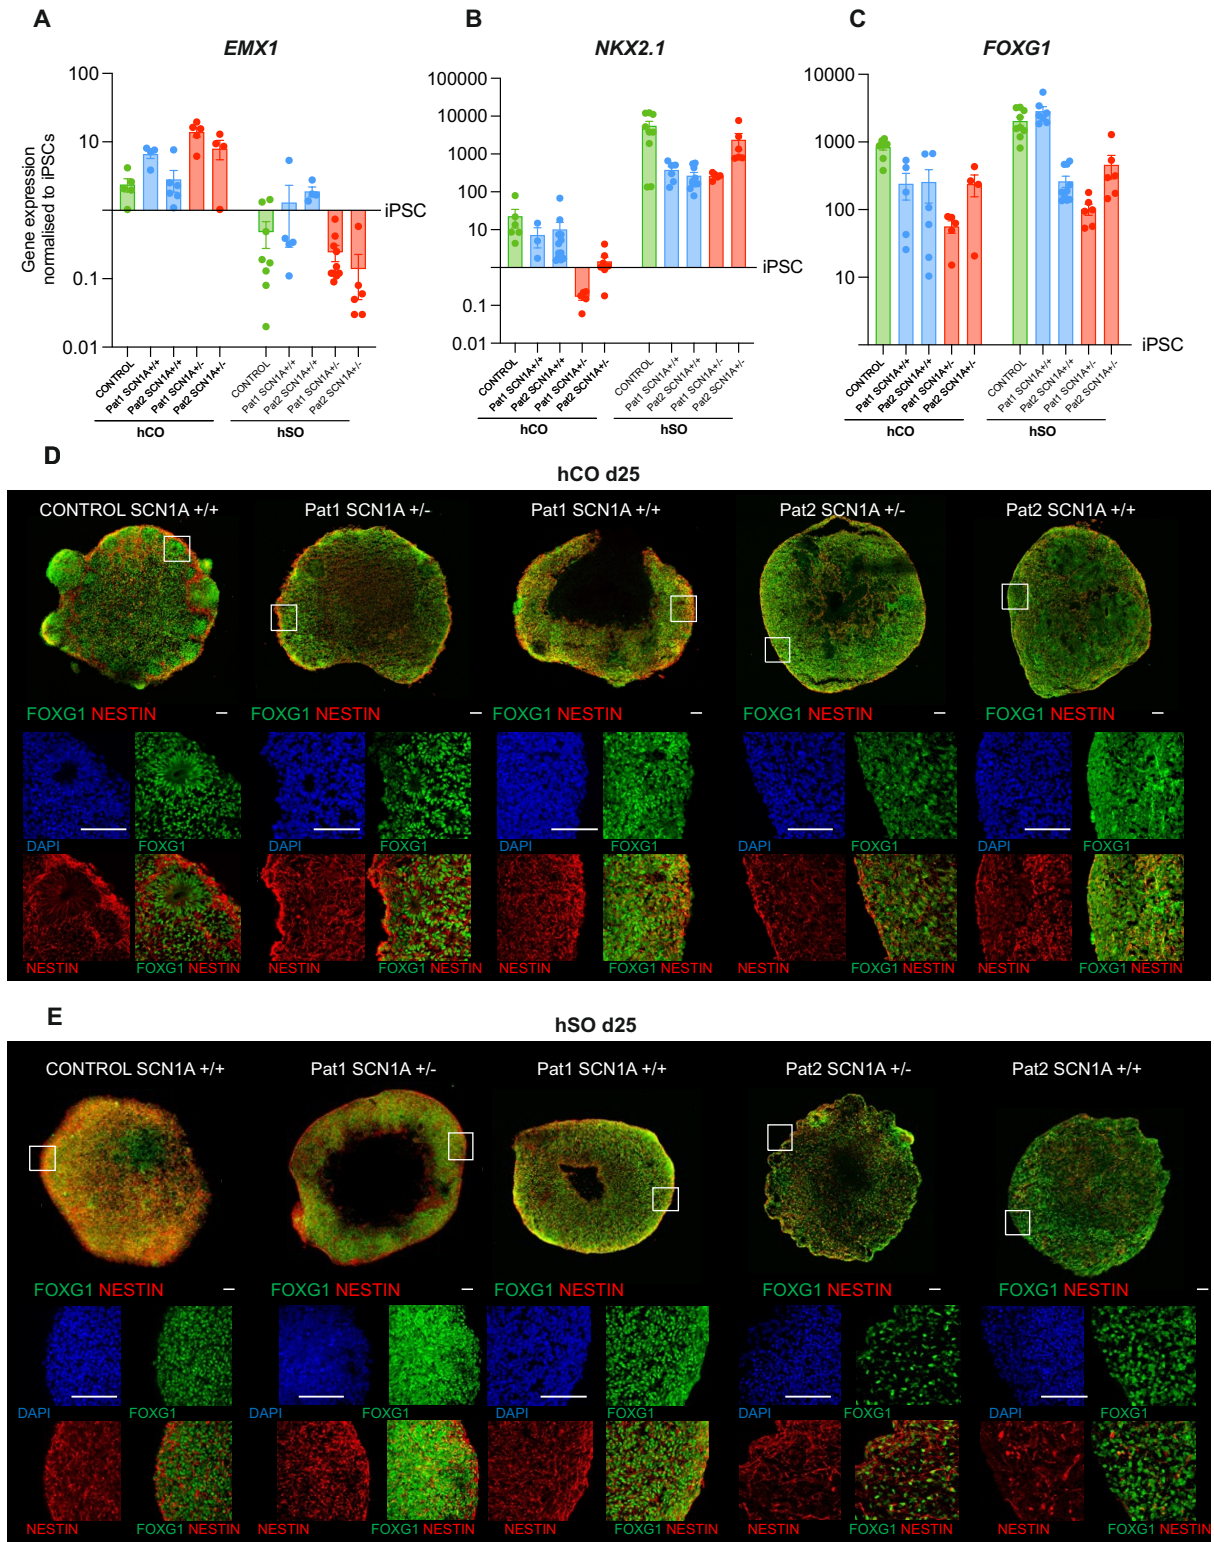 A
B
C
EMX1
NKX2.1
FOXG1
Gene expression
normalised to iPSCs
100
10
0.1
0.01
iPSC
CONTROL
Pat1 SCN1A+/+
Pat2 SCN1A+/+
Pat1 SCN1A+/-
Pat2 SCN1A+/-
CONTROL
Pat1 SCN1A+/+
Pat2 SCN1A+/+
Pat1 SCN1A+/-
Pat2 SCN1A+/-
hCO
hSO
100000
10000
1000
100
10
0.1
0.01
iPSC
CONTROL
Pat1 SCN1A+/+
Pat2 SCN1A+/+
Pat1 SCN1A+/-
Pat2 SCN1A+/-
CONTROL
Pat1 SCN1A+/+
Pat2 SCN1A+/+
Pat1 SCN1A+/-
Pat2 SCN1A+/-
hCO
hSO
10000
1000
100
10
iPSC
CONTROL
Pat1 SCN1A+/+
Pat2 SCN1A+/+
Pat1 SCN1A+/-
Pat2 SCN1A+/-
CONTROL
Pat1 SCN1A+/+
Pat2 SCN1A+/+
Pat1 SCN1A+/-
Pat2 SCN1A+/-
hCO
hSO
D
hCO d25
CONTROL SCN1A +/+
Pat1 SCN1A +/-
Pat1 SCN1A +/+
Pat2 SCN1A +/-
Pat2 SCN1A +/+
FOXG1 NESTIN
FOXG1 NESTIN
FOXG1 NESTIN
FOXG1 NESTIN
FOXG1 NESTIN
DAPI
FOXG1
DAPI
FOXG1
DAPI
FOXG1
DAPI
FOXG1
DAPI
FOXG1
NESTIN
FOXG1 NESTIN
NESTIN
FOXG1 NESTIN
NESTIN
FOXG1 NESTIN
NESTIN
FOXG1 NESTIN
NESTIN
FOXG1 NESTIN
E
hSO d25
CONTROL SCN1A +/+
Pat1 SCN1A +/-
Pat1 SCN1A +/+
Pat2 SCN1A +/-
Pat2 SCN1A +/+
FOXG1 NESTIN
FOXG1 NESTIN
FOXG1 NESTIN
FOXG1 NESTIN
FOXG1 NESTIN
DAPI
FOXG1
DAPI
FOXG1
DAPI
FOXG1
DAPI
FOXG1
DAPI
FOXG1
NESTIN
FOXG1 NESTIN
NESTIN
FOXG1 NESTIN
NESTIN
FOXG1 NESTIN
NESTIN
FOXG1 NESTIN
NESTIN
FOXG1 NESTIN